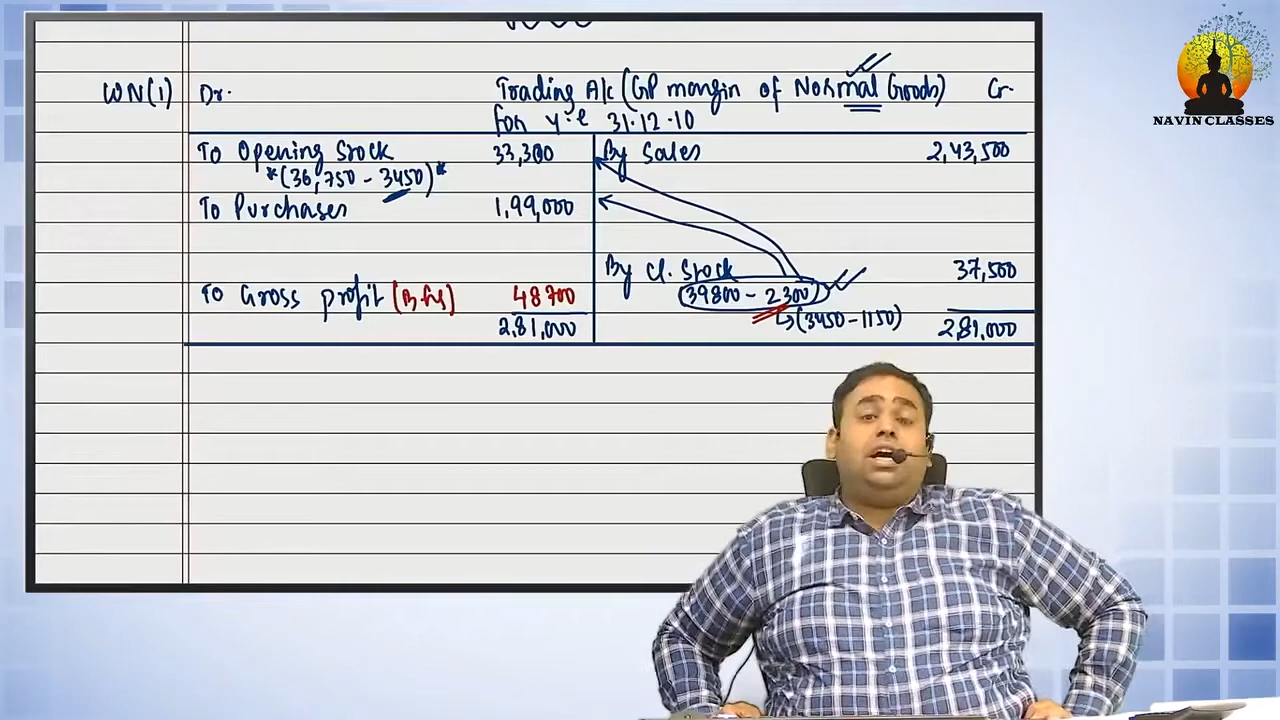 WN(1) Dr. Trading A/c (GP margin of Normal Goods) Cr.
for y.e 31.12.10
To Opening Stock 33,300 By Sales 2,43,500
*(36,750 - 3450)*
To Purchases 1,99,000
By Cl. Stock 37,500
To Gross profit (B.fig) 48700 (39800 - 2300)
2,81,000 (3450-1150) 2,81,000
NAVIN CLASSES